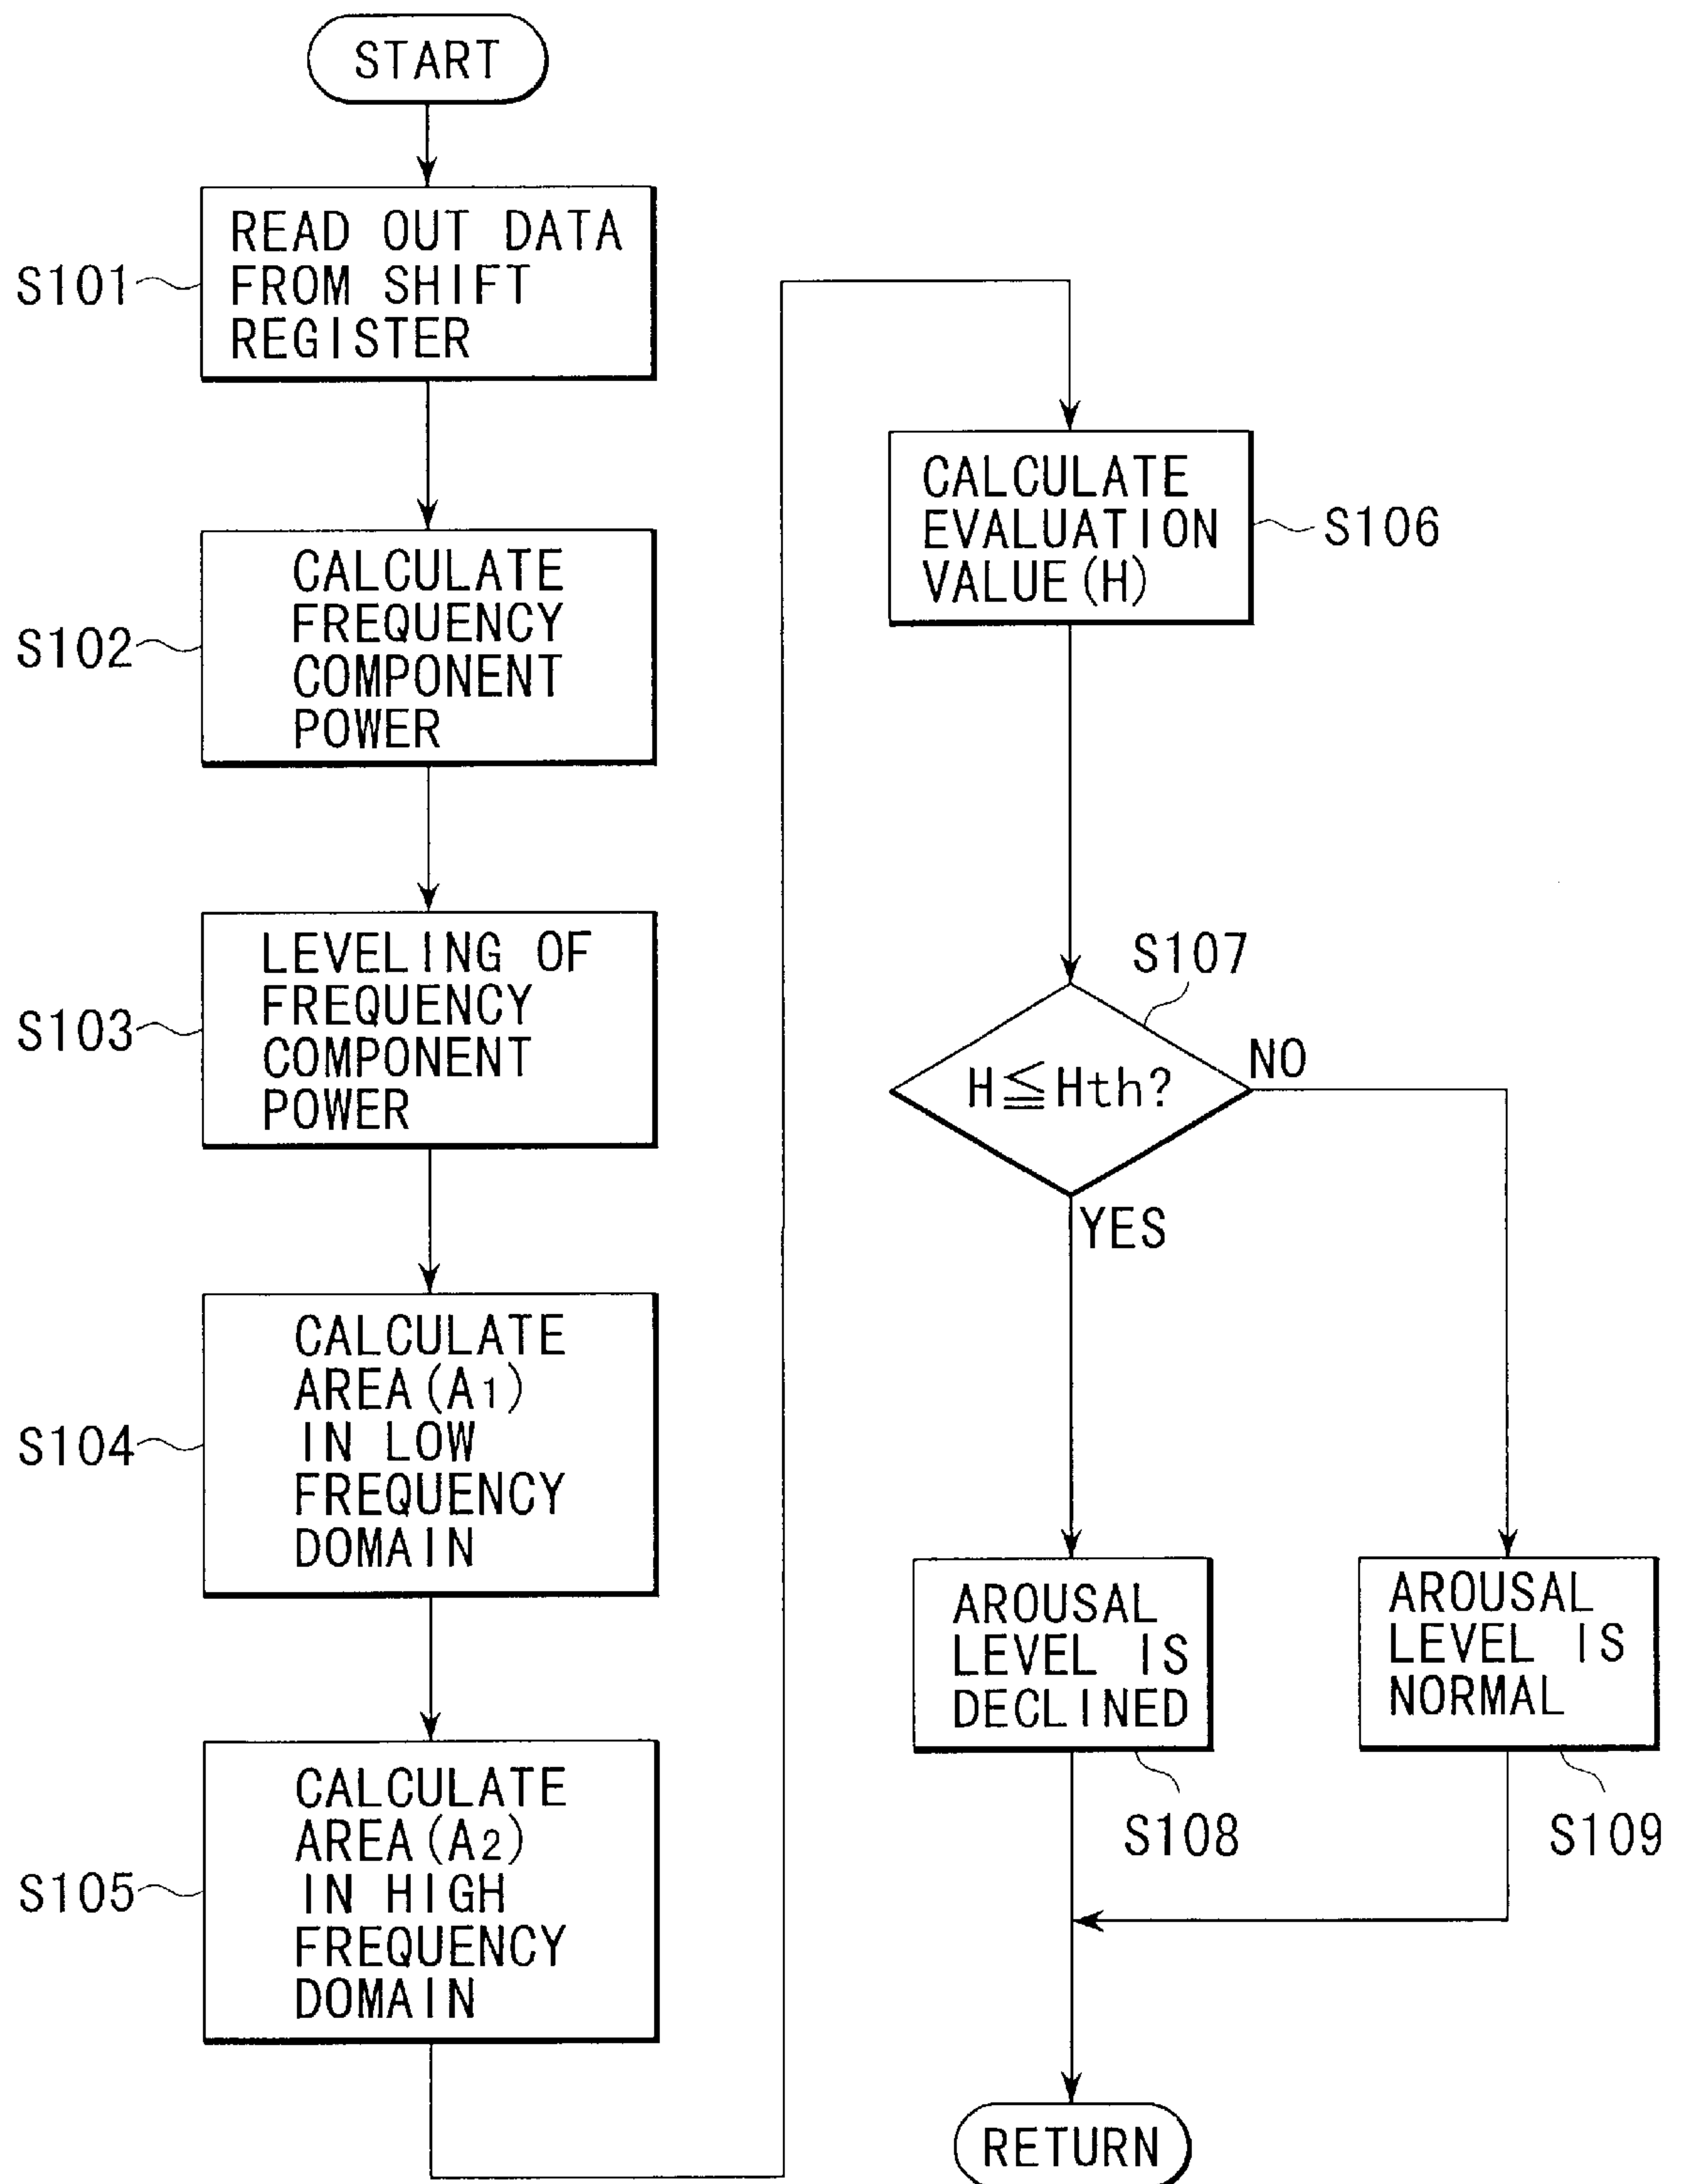 START
S101
READ OUT DATA
FROM SHIFT
REGISTER
S102
CALCULATE
FREQUENCY
COMPONENT
POWER
S103
LEVELING OF
FREQUENCY
COMPONENT
POWER
S104
CALCULATE
AREA(A1)
IN LOW
FREQUENCY
DOMAIN
S105
CALCULATE
AREA(A2)
IN HIGH
FREQUENCY
DOMAIN
CALCULATE
EVALUATION
VALUE(H)
S106
S107
H≦Hth?
NO
YES
AROUSAL
LEVEL IS
DECLINED
S108
AROUSAL
LEVEL IS
NORMAL
S109
RETURN